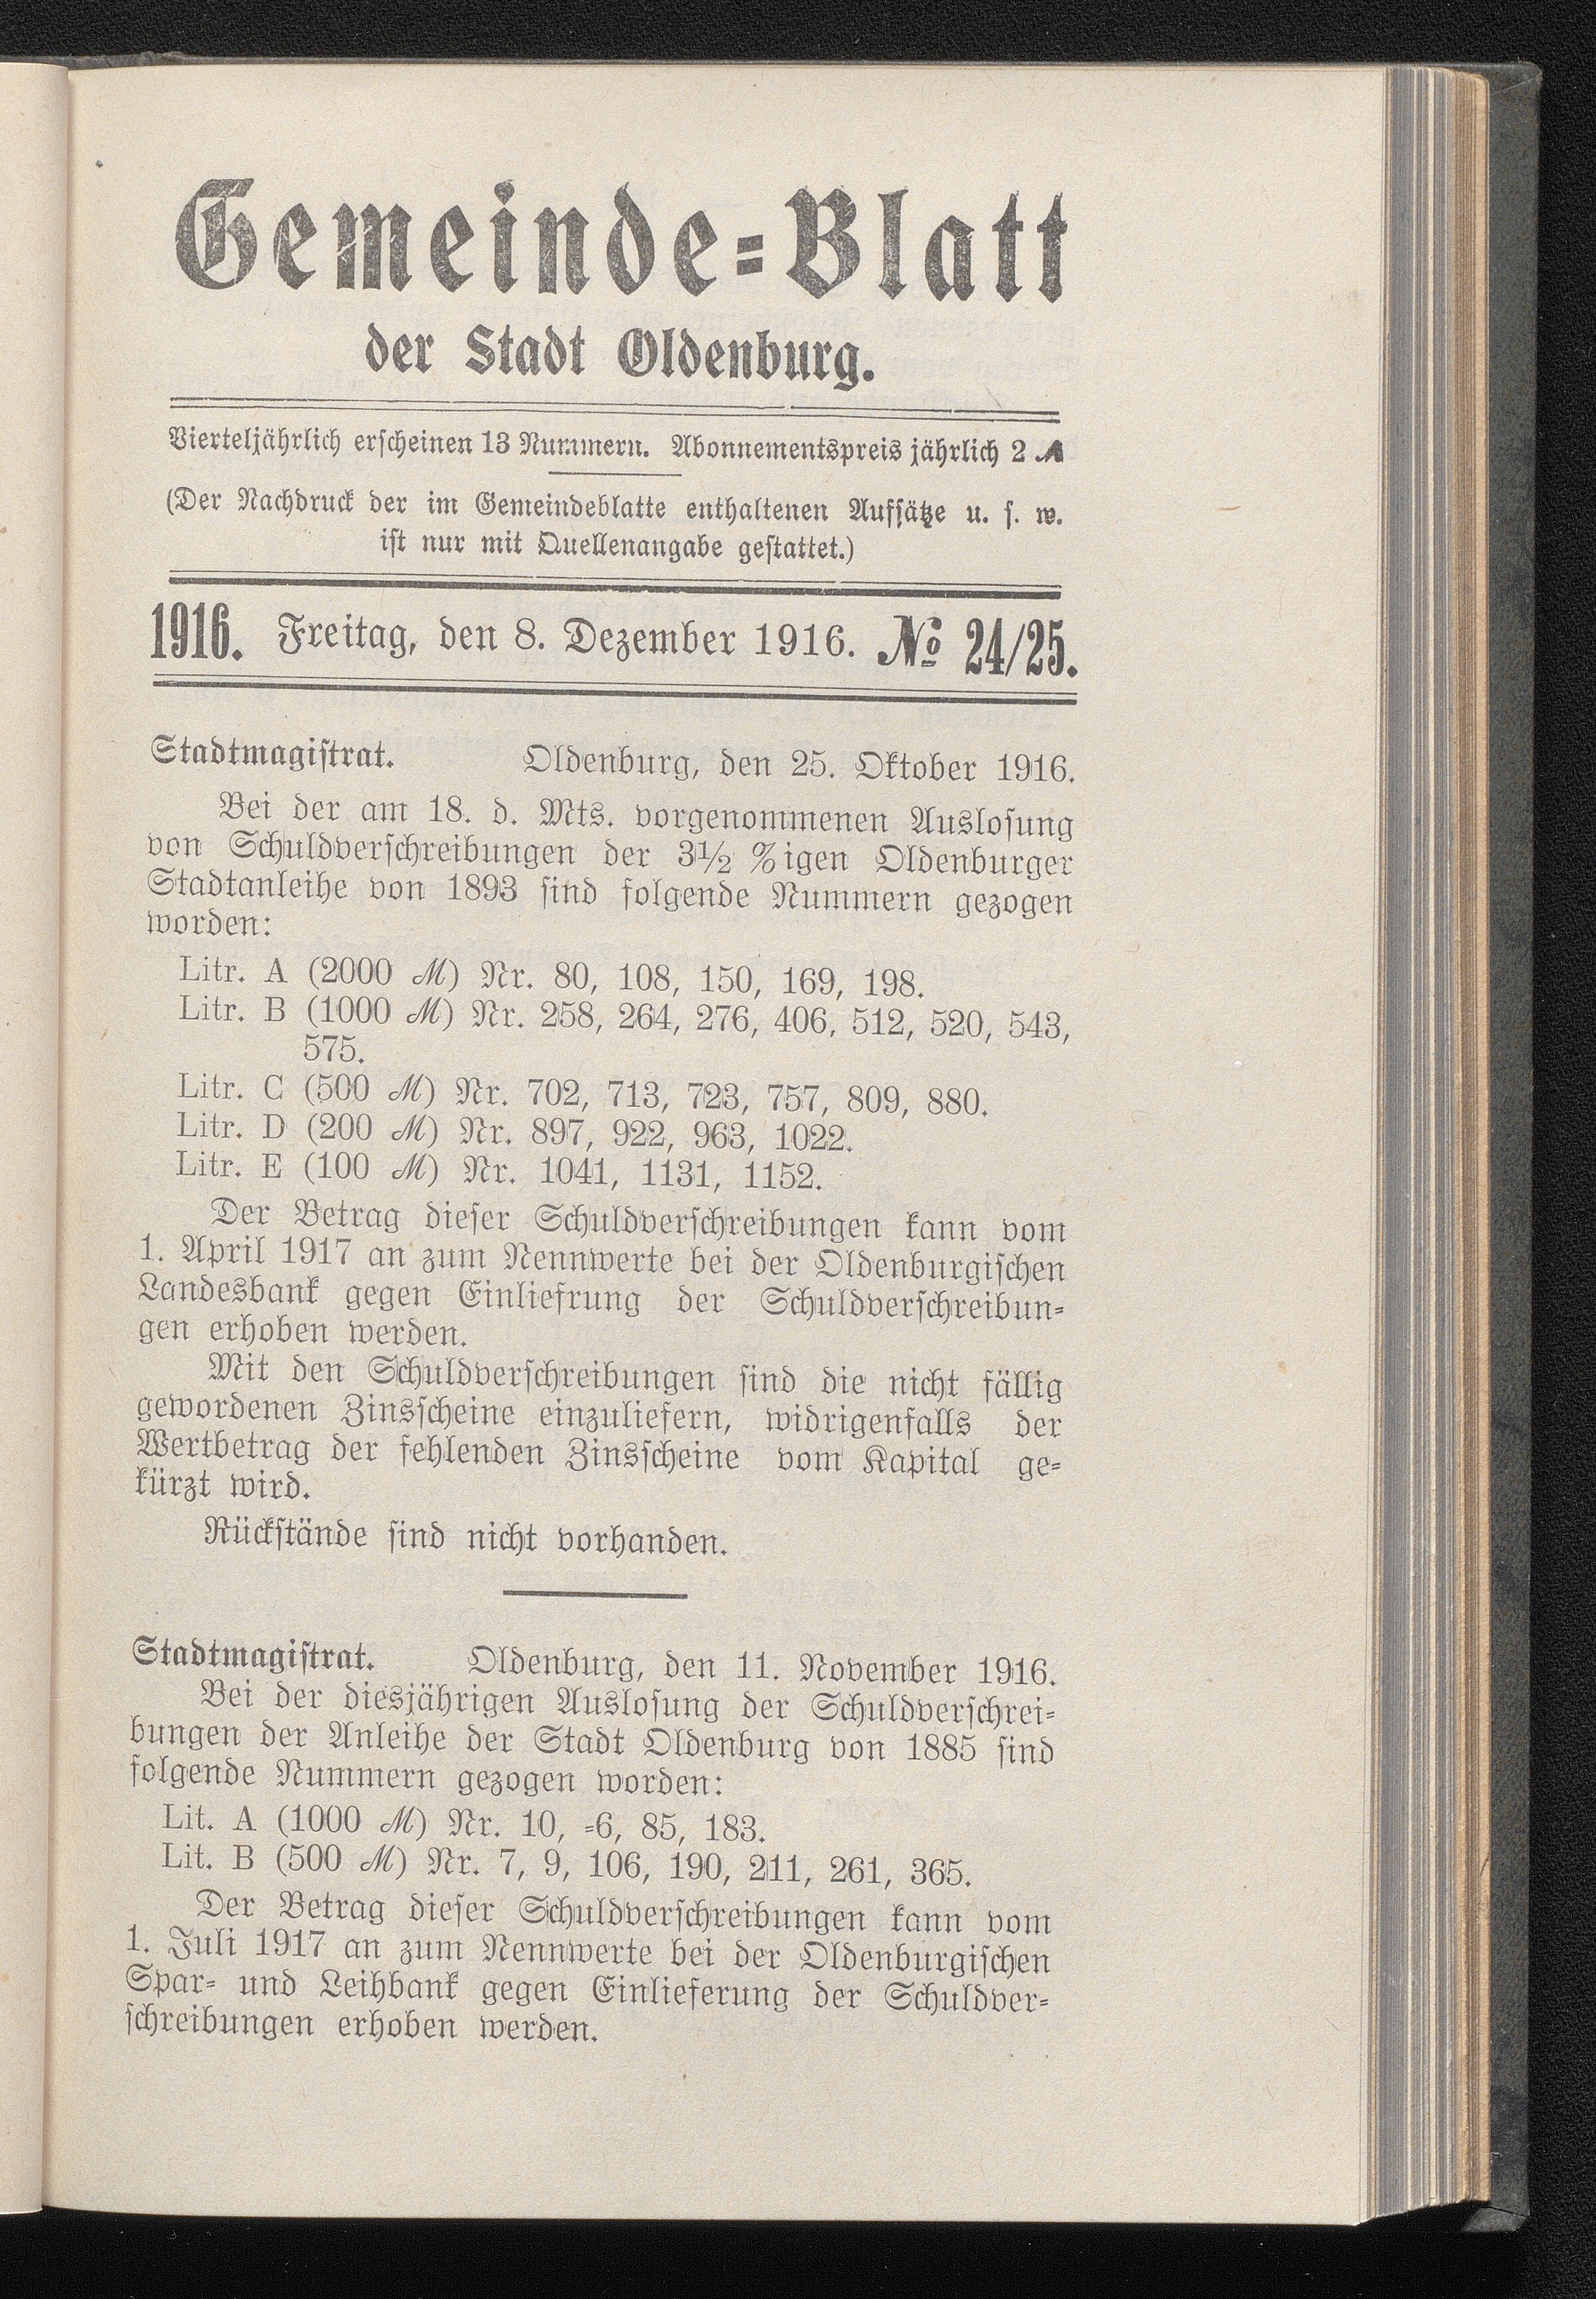 Gemeinde=Blatt
der Stadt Oldenburg.
Vierteljährlich erscheinen 13 Nummern. Abonnementspreis jährlich 2 ℳ
(Der Nachdruck der im Gemeindeblatte enthaltenen Aufsätze u. s. w.
ist nur mit Quellenangabe gestattet.)
1916. Freitag, den 8. Dezember 1916. № 24/25.
Stadtmagistrat. Oldenburg, den 25. Oktober 1916.
Bei der am 18. d. Mts. vorgenommenen Auslosung
von Schuldverschreibungen der 3½ %igen Oldenburger
Stadtanleihe von 1893 sind folgende Nummern gezogen
worden:
Litr. A (2000 ℳ) Nr. 80, 108, 150, 169, 198.
Litr. B (1000 ℳ) Nr. 258, 264, 276, 406, 512, 520, 543,
575.
Litr. C (500 ℳ) Nr. 702, 713, 723, 757, 809, 880.
Litr. D (200 ℳ) Nr. 897, 922, 963, 1022.
Litr. E (100 ℳ) Nr. 1041, 1131, 1152.
Der Betrag dieser Schuldverschreibungen kann vom
1. April 1917 an zum Nennwerte bei der Oldenburgischen
Landesbank gegen Einliefrung der Schuldverschreibun=
gen erhoben werden.
Mit den Schuldverschreibungen sind die nicht fällig
gewordenen Zinsscheine einzuliefern, widrigenfalls der
Wertbetrag der fehlenden Zinsscheine vom Kapital ge=
kürzt wird.
Rückstände sind nicht vorhanden.
Stadtmagistrat. Oldenburg, den 11. November 1916.
Bei der diesjährigen Auslosung der Schuldverschrei=
bungen der Anleihe der Stadt Oldenburg von 1885 sind
folgende Nummern gezogen worden:
Lit. A (1000 ℳ) Nr. 10, =6, 85, 183.
Lit. B (500 ℳ) Nr. 7, 9, 106, 190, 211, 261, 365.
Der Betrag dieser Schuldverschreibungen kann vom
1. Juli 1917 an zum Nennwerte bei der Oldenburgischen
Spar= und Leihbank gegen Einlieferung der Schuldver=
schreibungen erhoben werden.